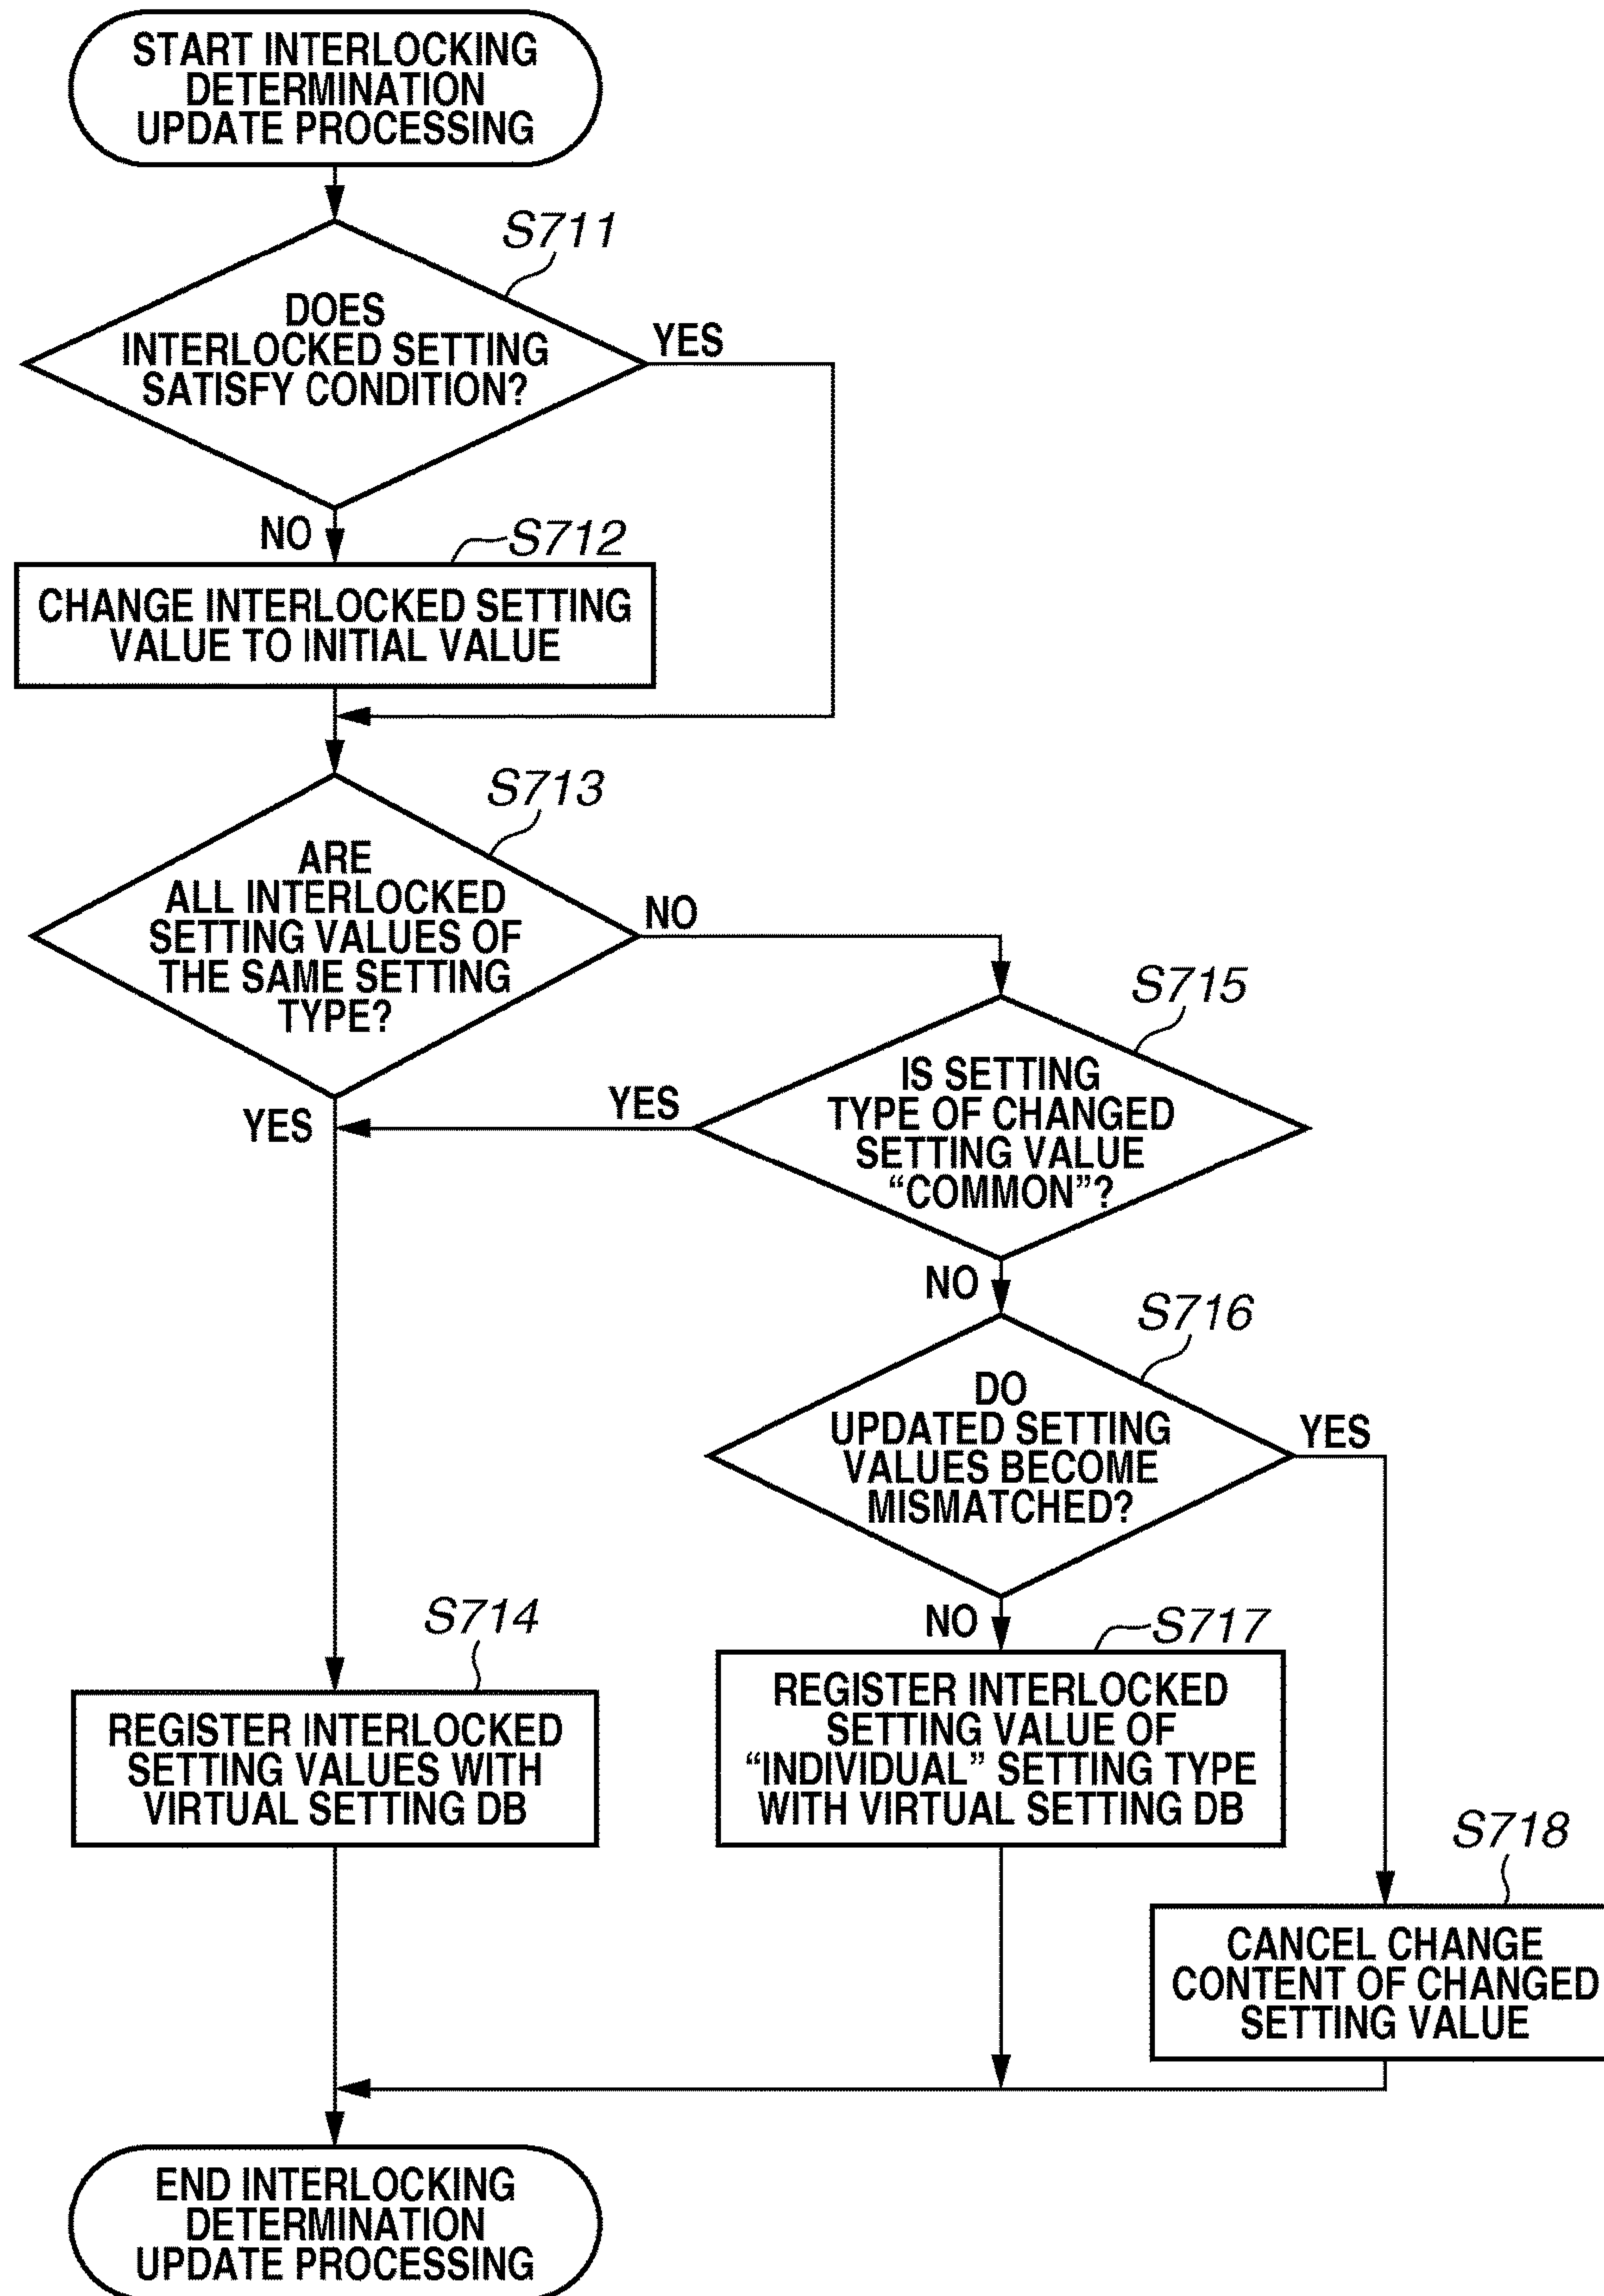 START INTERLOCKING
DETERMINATION
UPDATE PROCESSING
S711
DOES
INTERLOCKED SETTING
SATISFY CONDITION?
YES
NO
S712
CHANGE INTERLOCKED SETTING
VALUE TO INITIAL VALUE
S713
ARE
ALL INTERLOCKED
SETTING VALUES OF
THE SAME SETTING
TYPE?
NO
YES
S715
IS SETTING
TYPE OF CHANGED
SETTING VALUE
“COMMON”?
YES
NO
S716
DO
UPDATED SETTING
VALUES BECOME
MISMATCHED?
YES
NO
S714
REGISTER INTERLOCKED
SETTING VALUES WITH
VIRTUAL SETTING DB
S717
REGISTER INTERLOCKED
SETTING VALUE OF
“INDIVIDUAL” SETTING TYPE
WITH VIRTUAL SETTING DB
S718
CANCEL CHANGE
CONTENT OF CHANGED
SETTING VALUE
END INTERLOCKING
DETERMINATION
UPDATE PROCESSING